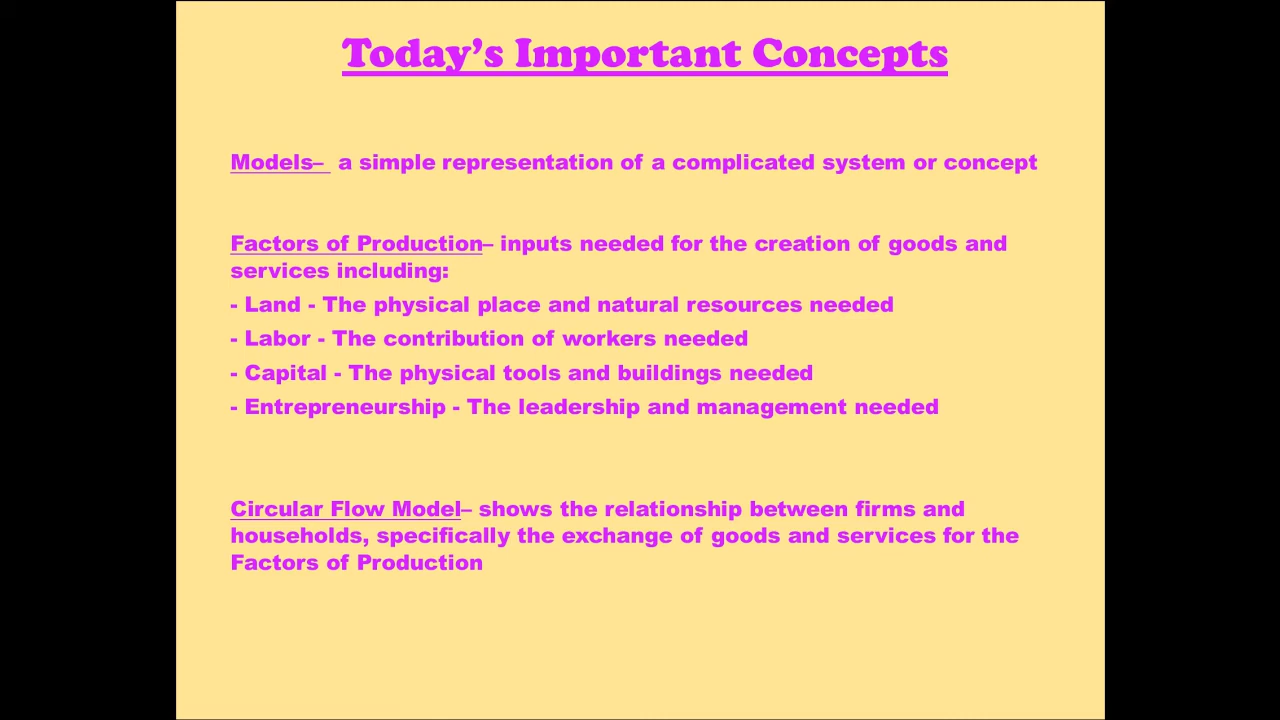 Today’s Important Concepts
Models–  a simple representation of a complicated system or concept
Factors of Production– inputs needed for the creation of goods and
services including:
- Land - The physical place and natural resources needed
- Labor - The contribution of workers needed
- Capital - The physical tools and buildings needed
- Entrepreneurship - The leadership and management needed
Circular Flow Model– shows the relationship between firms and
households, specifically the exchange of goods and services for the
Factors of Production